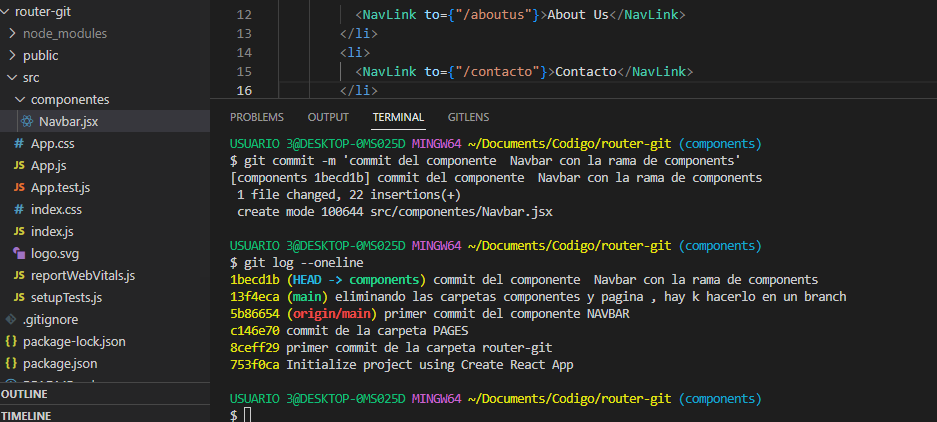 router-git
node_modules
public
src
componentes
Navbar.jsx
App.css
JS App.js
JS App.test.js
index.css
JS index.js
logo.svg
JS reportWebVitals.js
JS setupTests.js
.gitignore
{} package-lock.json
{} package.json
OUTLINE
TIMELINE
12 <NavLink to={"/aboutus"}>About Us</NavLink>
13 </li>
14 <li>
15 <NavLink to={"/contacto"}>Contacto</NavLink>
16 </li>
PROBLEMS OUTPUT TERMINAL GITLENS
USUARIO 3@DESKTOP-0MS025D MINGW64 ~/Documents/Codigo/router-git (components)
$ git commit -m 'commit del componente  Navbar con la rama de components'
[components 1becd1b] commit del componente  Navbar con la rama de components
1 file changed, 22 insertions(+)
create mode 100644 src/componentes/Navbar.jsx
USUARIO 3@DESKTOP-0MS025D MINGW64 ~/Documents/Codigo/router-git (components)
$ git log --oneline
1becd1b (HEAD -> components) commit del componente  Navbar con la rama de components
13f4eca (main) eliminando las carpetas componentes y pagina , hay k hacerlo en un branch
5b86654 (origin/main) primer commit del componente NAVBAR
c146e70 commit de la carpeta PAGES
8ceff29 primer commit de la carpeta router-git
753f0ca Initialize project using Create React App
USUARIO 3@DESKTOP-0MS025D MINGW64 ~/Documents/Codigo/router-git (components)
$